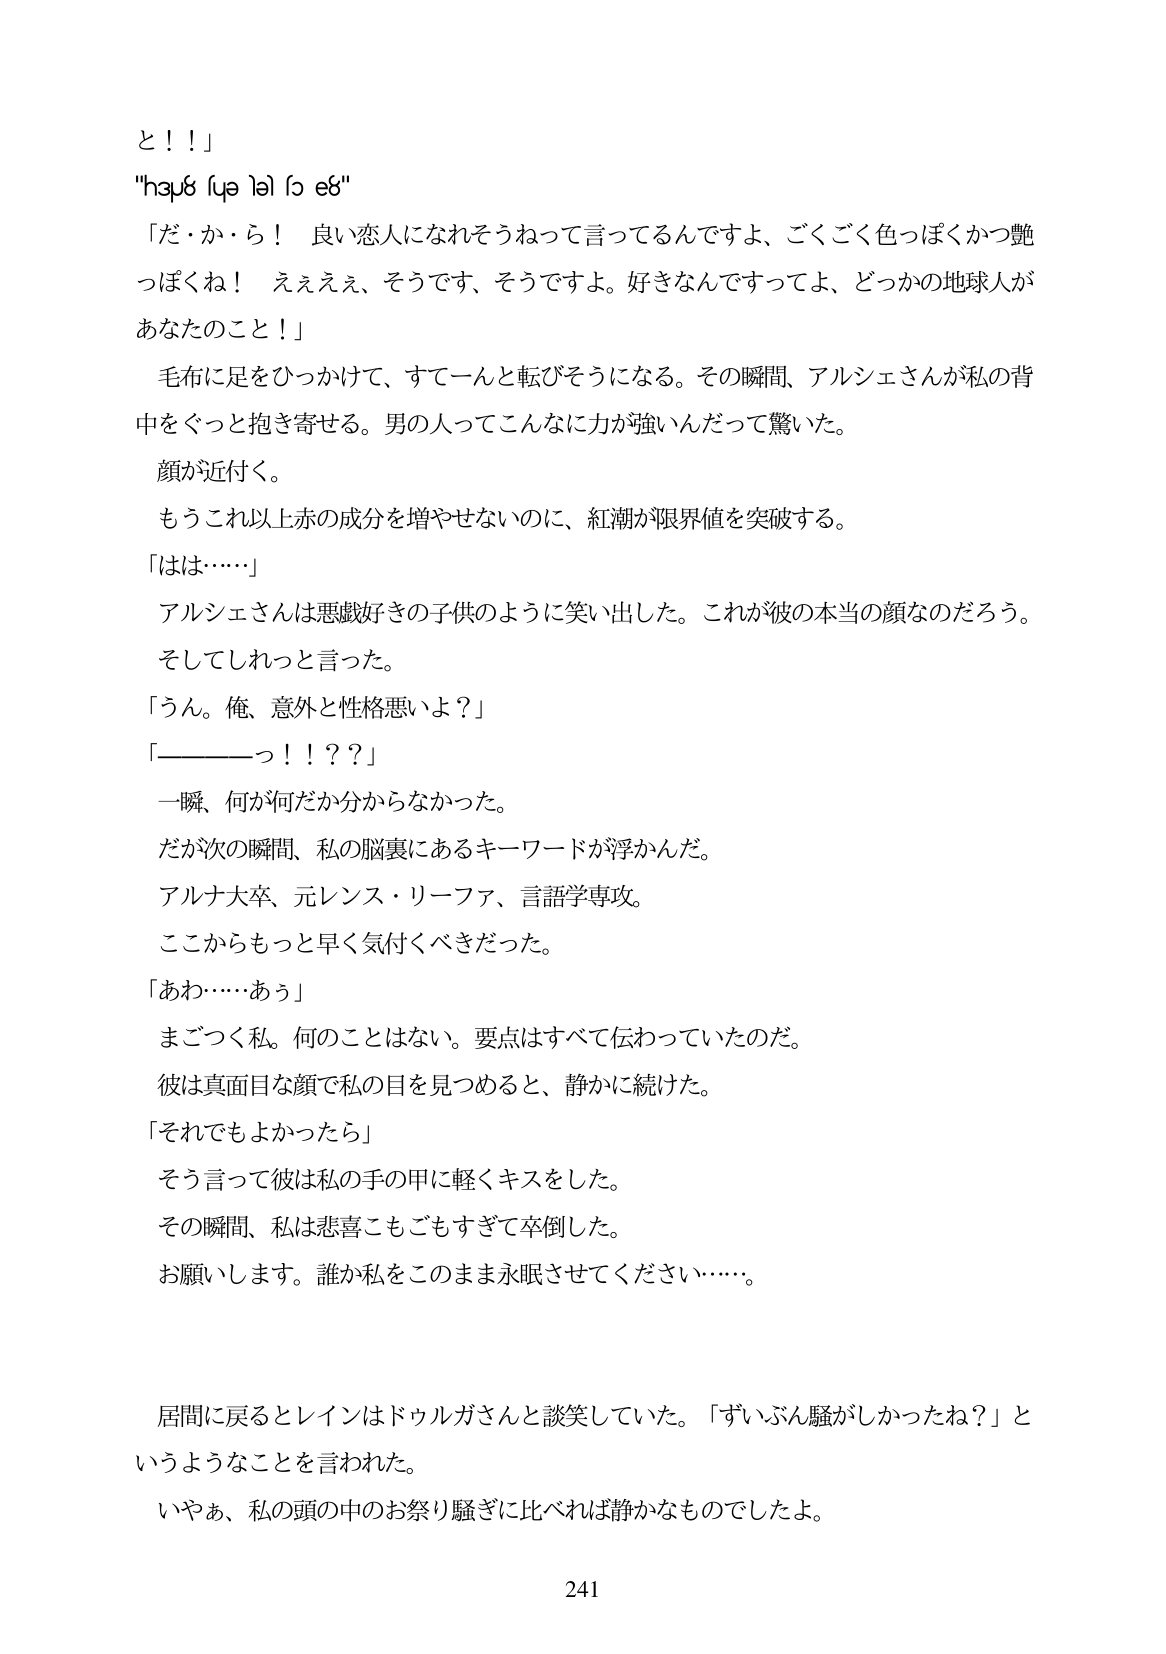 と！！」
「だ・か・ら！　良い恋人になれそうねって言ってるんですよ、ごくごく色っぽくかつ艶
っぽくね！　えぇえぇ、そうです、そうですよ。好きなんですってよ、どっかの地球人が
あなたのこと！」
　毛布に足をひっかけて、すてーんと転びそうになる。その瞬間、アルシェさんが私の背
中をぐっと抱き寄せる。男の人ってこんなに力が強いんだって驚いた。
　顔が近付く。
　もうこれ以上赤の成分を増やせないのに、紅潮が限界値を突破する。
「はは……」
　アルシェさんは悪戯好きの子供のように笑い出した。これが彼の本当の顔なのだろう。
　そしてしれっと言った。
「うん。俺、意外と性格悪いよ？」
「――――っ！！？？」
　一瞬、何が何だか分からなかった。
　だが次の瞬間、私の脳裏にあるキーワードが浮かんだ。
　アルナ大卒、元レンス・リーファ、言語学専攻。
　ここからもっと早く気付くべきだった。
「あわ……あぅ」
　まごつく私。何のことはない。要点はすべて伝わっていたのだ。
　彼は真面目な顔で私の目を見つめると、静かに続けた。
「それでもよかったら」
　そう言って彼は私の手の甲に軽くキスをした。
　その瞬間、私は悲喜こもごもすぎて卒倒した。
　お願いします。誰か私をこのまま永眠させてください……。
　居間に戻るとレインはドゥルガさんと談笑していた。「ずいぶん騒がしかったね？」と
いうようなことを言われた。
　いやぁ、私の頭の中のお祭り騒ぎに比べれば静かなものでしたよ。
241